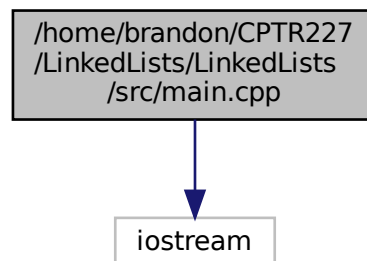 /home/brandon/CPTR227
/LinkedLists/LinkedLists
/src/main.cpp
iostream